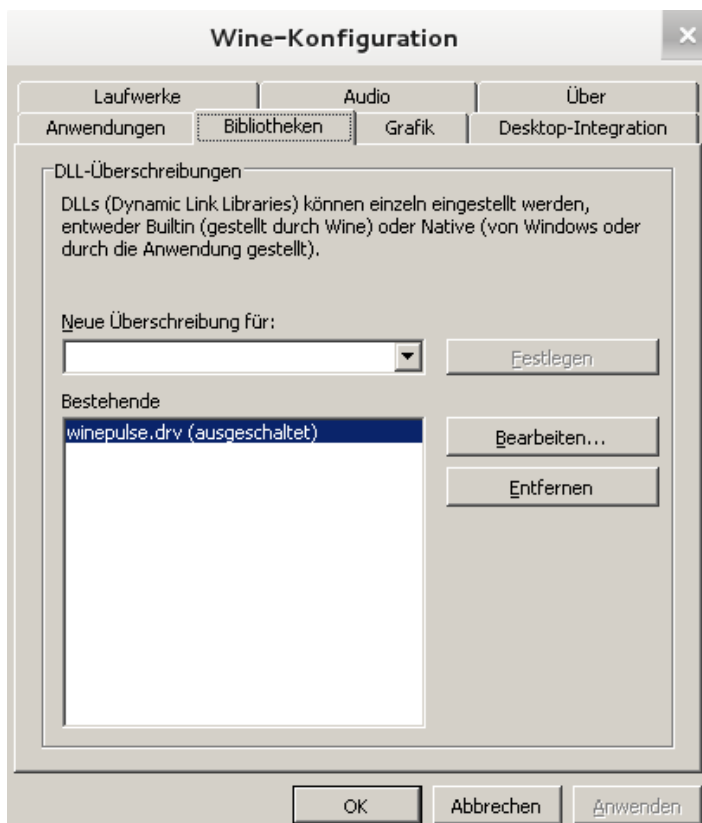 Wine-Konfiguration
Laufwerke Audio Über
Anwendungen Bibliotheken Grafik Desktop-Integration
DLL-Überschreibungen
DLLs (Dynamic Link Libraries) können einzeln eingestellt werden,
entweder Builtin (gestellt durch Wine) oder Native (von Windows oder
durch die Anwendung gestellt).
Neue Überschreibung für:
Festlegen
Bestehende
winepulse.drv (ausgeschaltet)
Bearbeiten...
Entfernen
OK Abbrechen Anwenden